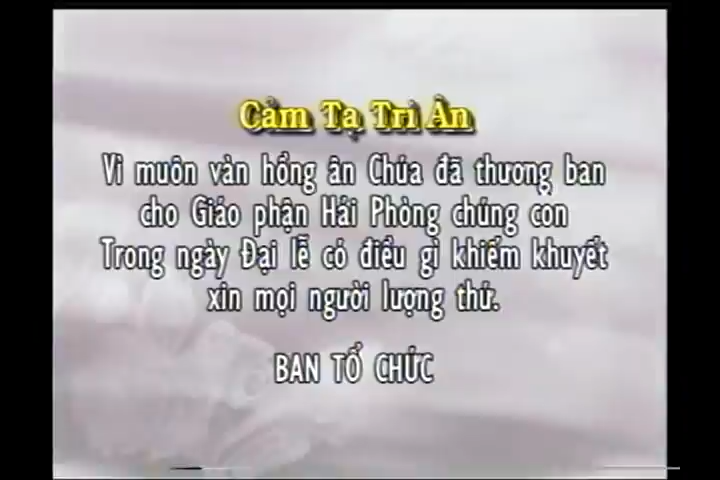 Cảm Tạ Tri Ân
Vì muôn vàn hồng ân Chúa đã thương ban
cho Giáo phận Hải Phòng chúng con
Trong ngày Đại lễ có điều gì khiếm khuyết
xin mọi người lượng thứ.
BAN TỔ CHỨC